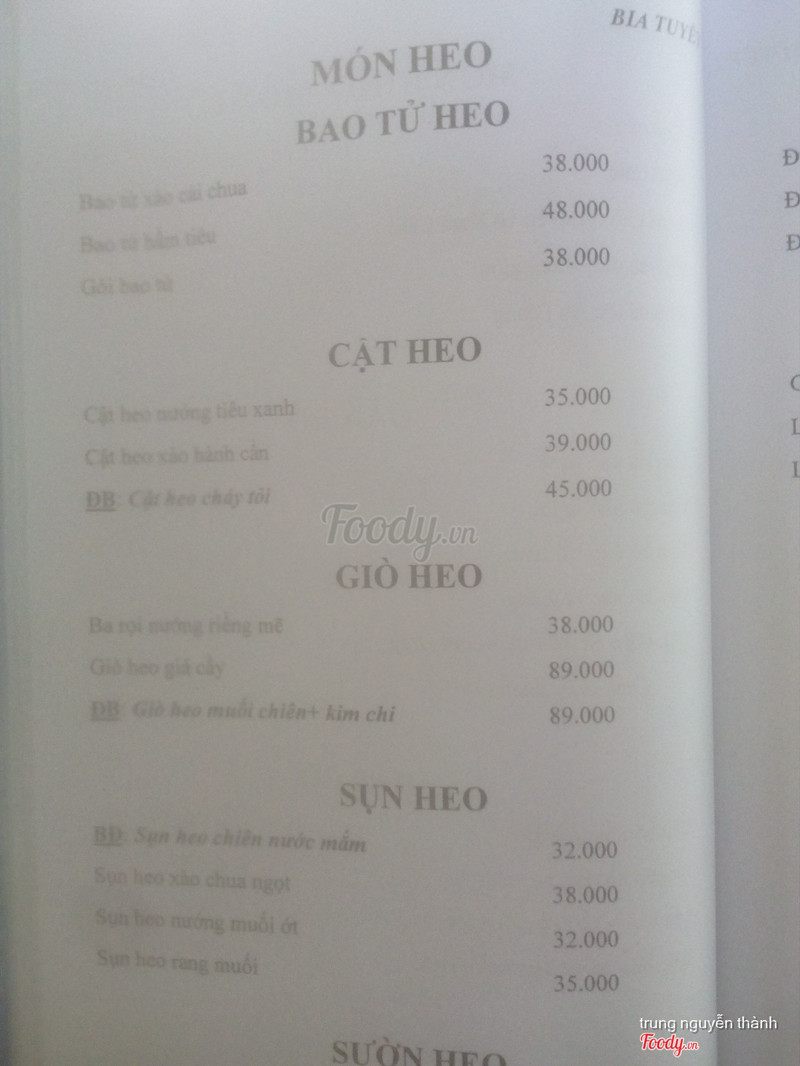 BIA TUYÊ
MÓN HEO
BAO TỬ HEO
Bao tử xào cải chua 38.000
Bao tử hầm tiêu 48.000
Gỏi bao tử 38.000
CẬT HEO
Cật heo nướng tiêu xanh 35.000
Cật heo xào hành cần 39.000
ĐB: Cật heo cháy tỏi 45.000
Foody.vn
GIÒ HEO
Ba rọi nướng riềng mẻ 38.000
Giò heo giả cầy 89.000
ĐB: Giò heo muối chiên+ kim chi 89.000
SỤN HEO
BĐ: Sụn heo chiên nước mắm 32.000
Sụn heo xào chua ngọt 38.000
Sụn heo nướng muối ớt 32.000
Sụn heo rang muối 35.000
SƯỜN HEO
trung nguyễn thành
Foody.vn